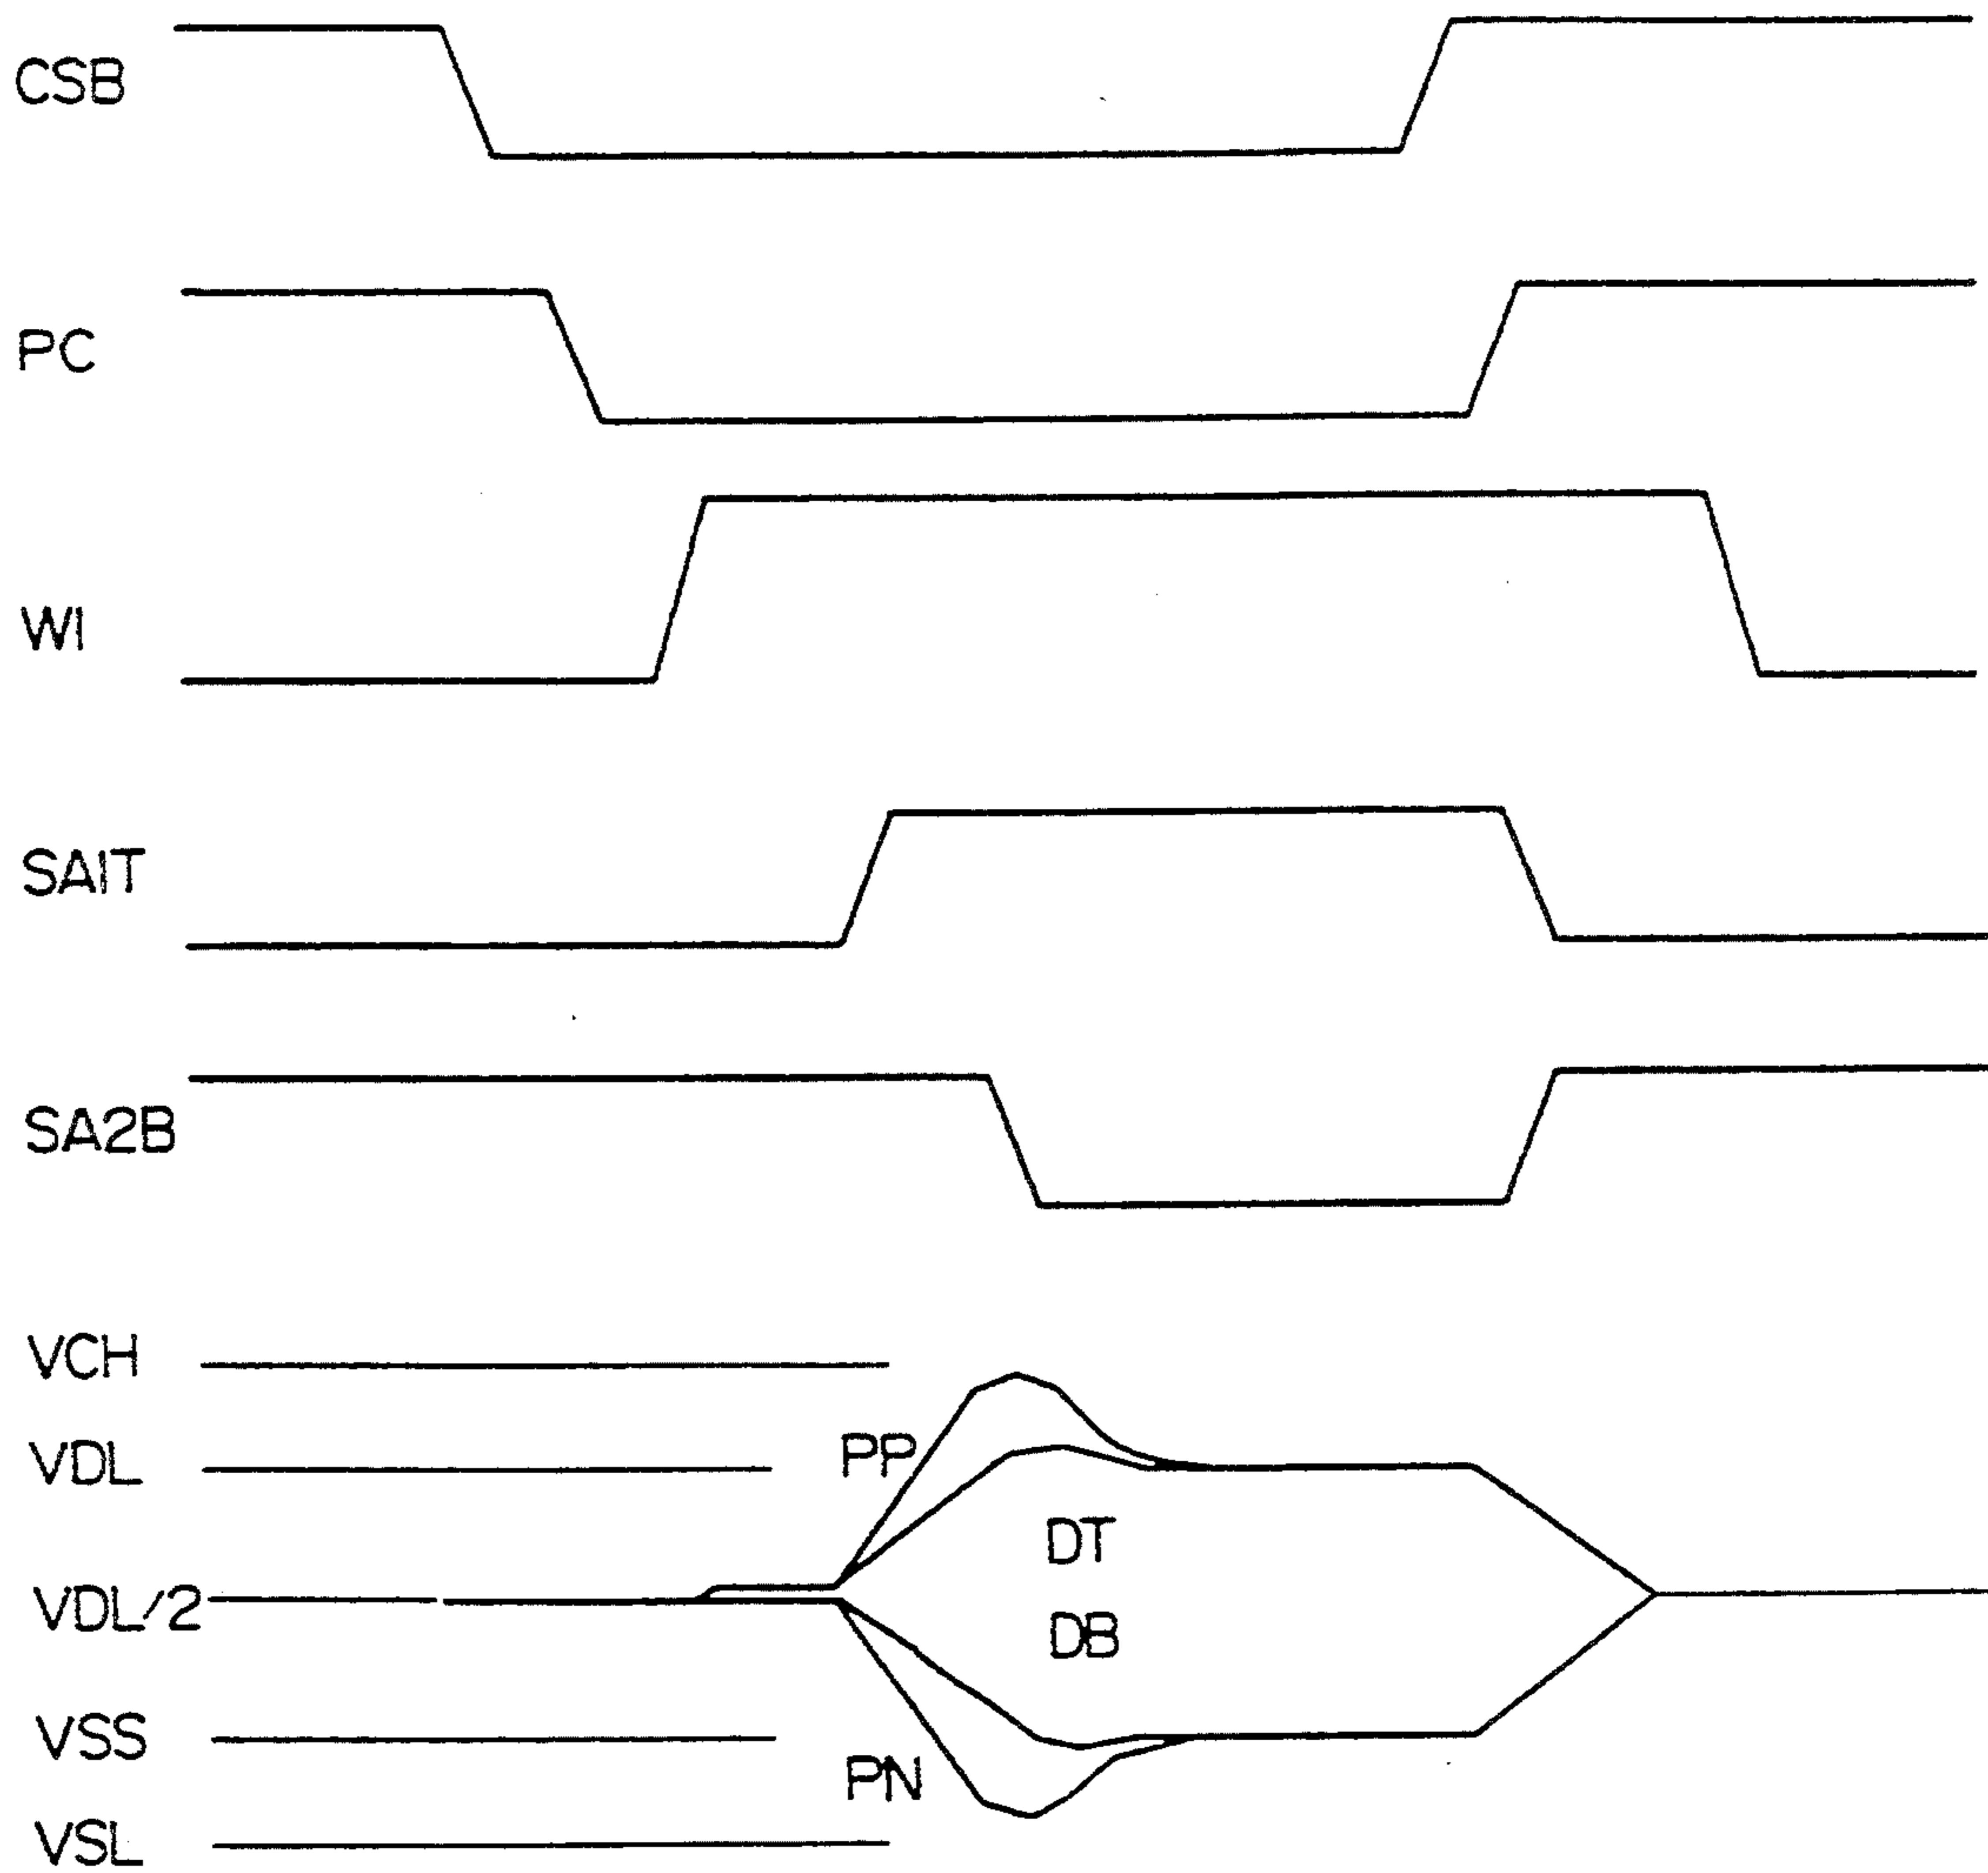 CSB
PC
WI
SAIT
SA2B
VCH
VDL
PP
DT
VDL/2
DB
VSS
PN
VSL